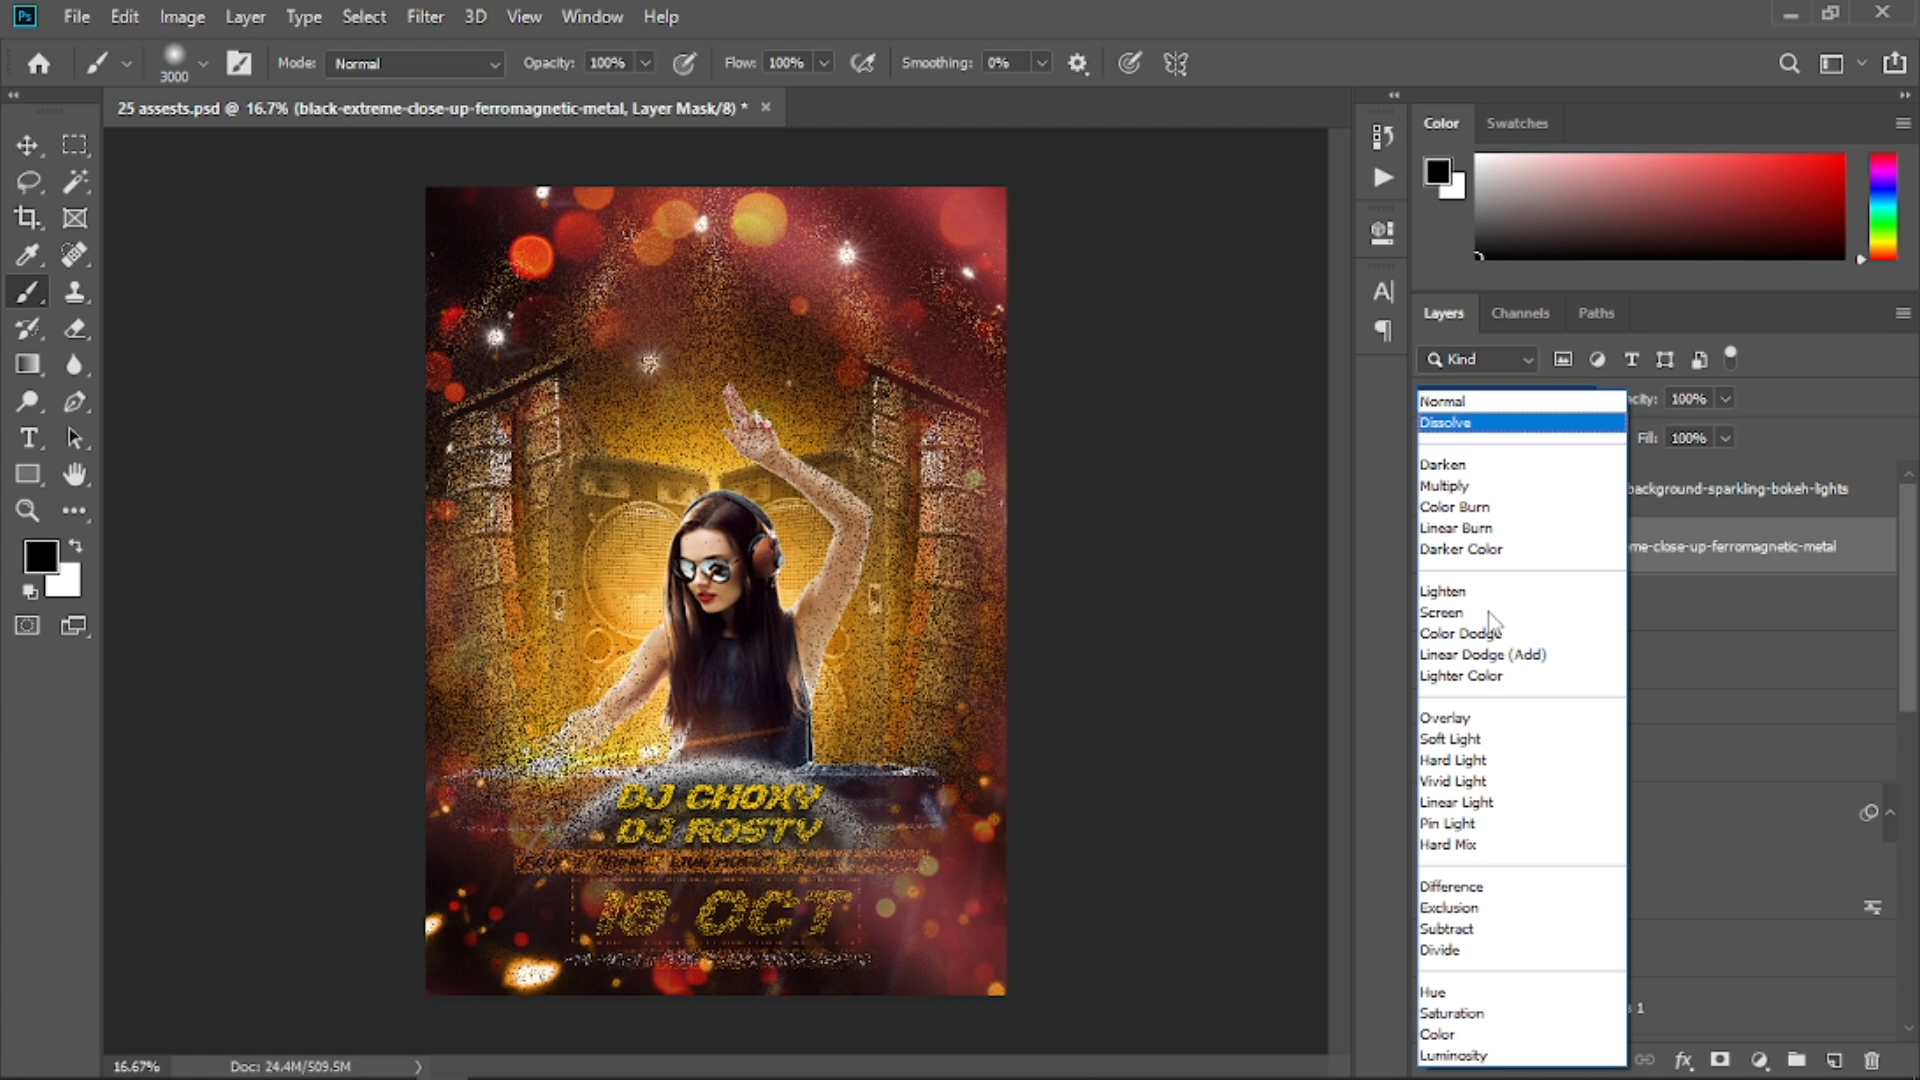 Ps File Edit Image Layer Type Select Filter 3D View Window Help
3000 Mode: Normal Opacity: 100% Flow: 100% Smoothing: 0%
25 assests.psd @ 16.7% (black-extreme-close-up-ferromagnetic-metal, Layer Mask/8) *
Color Swatches
Layers Channels Paths
Kind
Normal
city: 100%
Dissolve
Fill: 100%
Darken
Multiply
background-sparkling-bokeh-lights
Color Burn
Linear Burn
Darker Color
me-close-up-ferromagnetic-metal
Lighten
Screen
Color Dodge
Linear Dodge (Add)
Lighter Color
Overlay
Soft Light
Hard Light
Vivid Light
Linear Light
Pin Light
Hard Mix
Difference
Exclusion
Subtract
Divide
Hue
Saturation
Color
Luminosity
1
DJ CHOXY
DJ ROSTY
18 OCT
16.67% Doc: 24.4M/509.5M
fx